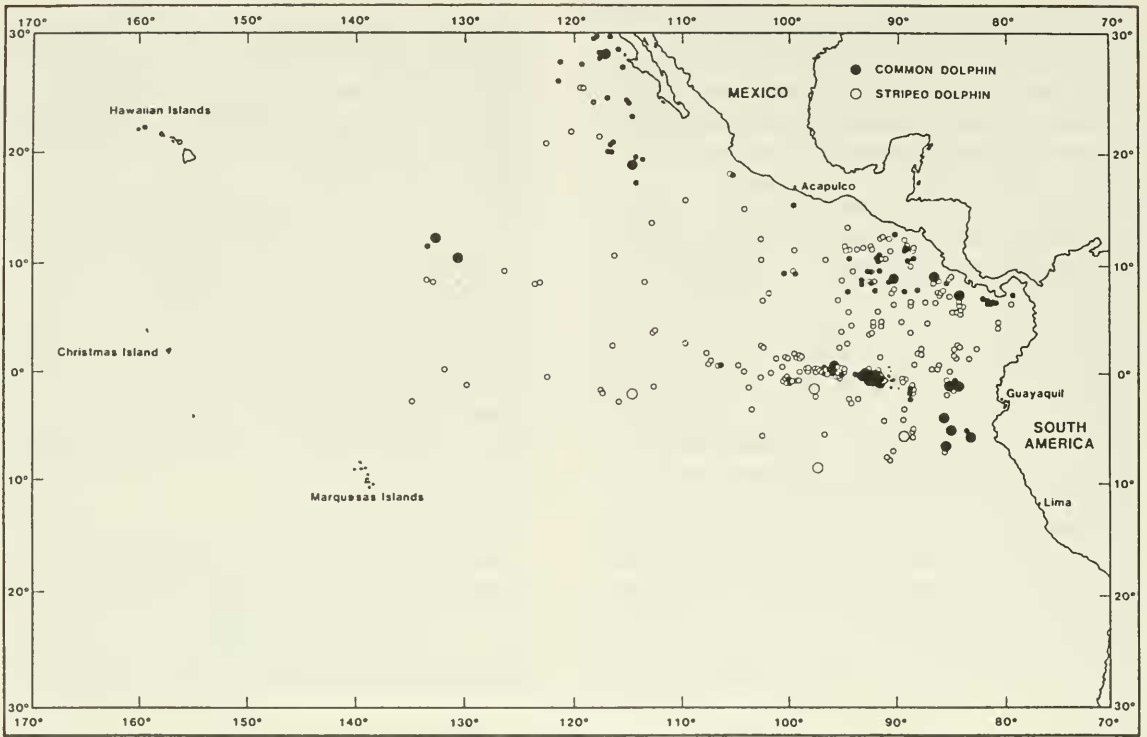 170° 160° 150° 140° 130° 120° 110° 100° 90° 80° 70°
30° 30°
● COMMON DOLPHIN
MEXICO
○ STRIPED DOLPHIN
Hawaiian Islands
20° 20°
Acapulco
10° 10°
Christmas Island
0° 0°
Guayaquil
SOUTH
AMERICA
10° 10°
Marqussas Islands
Lima
20° 20°
30° 30°
170° 160° 150° 140° 130° 120° 110° 100° 90° 80° 70°